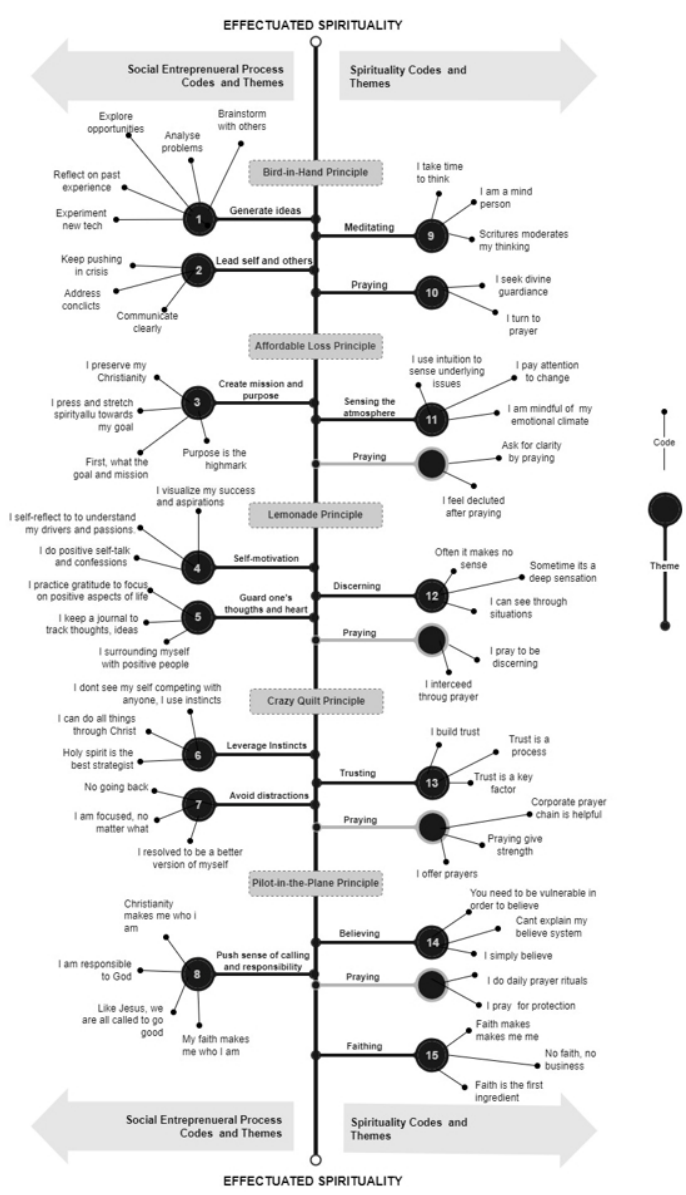 EFFECTUATED SPIRITUALITY
Social Entreprenueral Process
Codes and Themes
Spirituality Codes and
Themes
Explore
opportunities
Analyse
problems
Brainstorm
with others
Reflect on past
experience
Experiment
new tech
1
Generate ideas
Bird-in-Hand Principle
I take time
to think
I am a mind
person
Scritures moderates
my thinking
Meditating
9
Keep pushing
in crisis
Address
conclicts
Communicate
clearly
2
Lead self and others
Praying
10
I seek divine
guardiance
I turn to
prayer
Affordable Loss Principle
I preserve my
Christianity
I press and stretch
spirityallu towards
my goal
First, what the
goal and mission
Purpose is the
highmark
3
Create mission and
purpose
Sensing the
atmosphere
11
I use intuition to
sense underlying
issues
I pay attention
to change
I am mindful of my
emotional climate
Praying
Ask for clarity
by praying
I feel decluted
after praying
Code
Theme
Lemonade Principle
I visualize my success
and aspirations
I self-reflect to to understand
my drivers and passions.
I do positive self-talk
and confessions
4
Self-motivation
I practice gratitude to focus
on positive aspects of life
I keep a journal to
track thoughts, ideas
I surrounding myself
with positive people
5
Guard one's
thougths and heart
Discerning
12
Often it makes no
sense
Sometime its a
deep sensation
I can see through
situations
Praying
I pray to be
discerning
I interceed
throug prayer
Crazy Quilt Principle
I dont see my self competing with
anyone, I use instincts
I can do all things
through Christ
Holy spirit is the
best strategist
6
Leverage Instincts
No going back
I am focused, no
matter what
I resolved to be a better
version of myself
7
Avoid distractions
Trusting
13
I build trust
Trust is a
process
Trust is a key
factor
Praying
Corporate prayer
chain is helpful
Praying give
strength
I offer prayers
Pilot-in-the-Plane Principle
Christianity
makes me who i
am
I am responsible
to God
Like Jesus, we
are all called to go
good
My faith makes
me who I am
8
Push sense of calling
and responsibility
Believing
14
You need to be vulnerable in
order to believe
Cant explain my
believe system
I simply believe
Praying
I do daily prayer rituals
I pray for protection
Faithing
15
Faith makes
makes me me
No faith, no
business
Faith is the first
ingredient
Social Entreprenueral Process
Codes and Themes
Spirituality Codes and
Themes
EFFECTUATED SPIRITUALITY